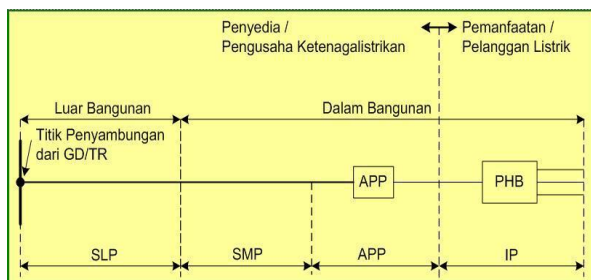 Penyedia /
Pengusaha Ketenagalistrikan
Pemanfaatan /
Pelanggan Listrik
Luar Bangunan
Dalam Bangunan
Titik Penyambungan
dari GD/TR
APP
PHB
SLP
SMP
APP
IP